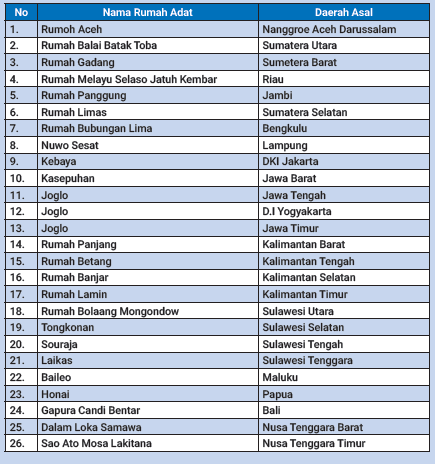 No Nama Rumah Adat Daerah Asal
1. Rumoh Aceh Nanggroe Aceh Darussalam
2. Rumah Balai Batak Toba Sumatera Utara
3. Rumah Gadang Sumetera Barat
4. Rumah Melayu Selaso Jatuh Kembar Riau
5. Rumah Panggung Jambi
6. Rumah Limas Sumatera Selatan
7. Rumah Bubungan Lima Bengkulu
8. Nuwo Sesat Lampung
9. Kebaya DKI Jakarta
10. Kasepuhan Jawa Barat
11. Joglo Jawa Tengah
12. Joglo D.I Yogyakarta
13. Joglo Jawa Timur
14. Rumah Panjang Kalimantan Barat
15. Rumah Betang Kalimantan Tengah
16. Rumah Banjar Kalimantan Selatan
17. Rumah Lamin Kalimantan Timur
18. Rumah Bolaang Mongondow Sulawesi Utara
19. Tongkonan Sulawesi Selatan
20. Souraja Sulawesi Tengah
21. Laikas Sulawesi Tenggara
22. Baileo Maluku
23. Honai Papua
24. Gapura Candi Bentar Bali
25. Dalam Loka Samawa Nusa Tenggara Barat
26. Sao Ato Mosa Lakitana Nusa Tenggara Timur